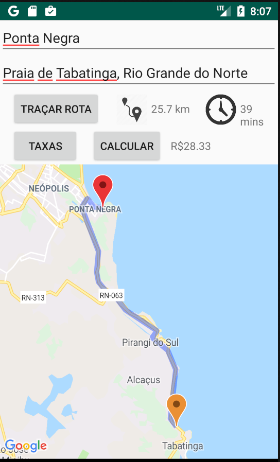 8:07
Ponta Negra
Praia de Tabatinga, Rio Grande do Norte
TRAÇAR ROTA
25.7 km
39
mins
TAXAS
CALCULAR
R$28.33
NEÓPOLIS
PONTA NEGRA
RN-313
RN-063
Pirangi do Sul
Alcaçus
Tabatinga
Google